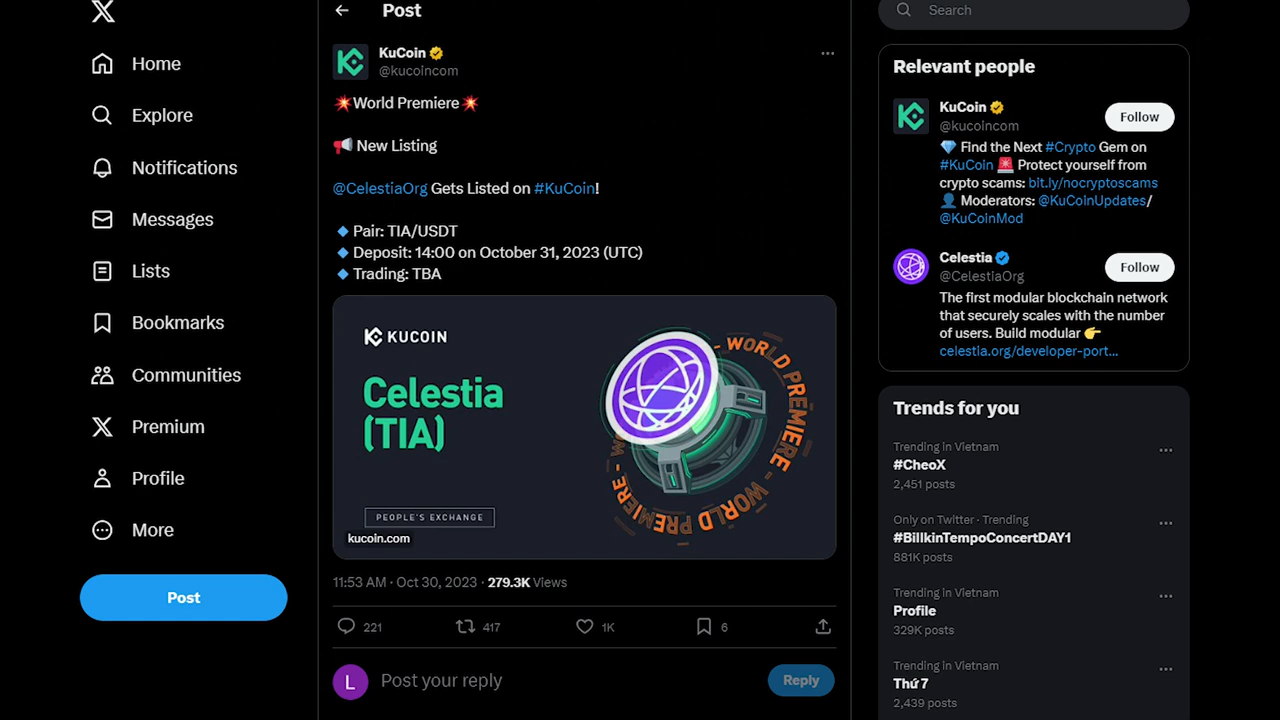 Home
Explore
Notifications
Messages
Lists
Bookmarks
Communities
Premium
Profile
More
Post
Post
KuCoin
@kucoincom
💥World Premiere💥
📢 New Listing
@CelestiaOrg Gets Listed on #KuCoin!
🔹 Pair: TIA/USDT
🔹 Deposit: 14:00 on October 31, 2023 (UTC)
🔹 Trading: TBA
KUCOIN
Celestia
(TIA)
PEOPLE'S EXCHANGE
kucoin.com
WORLD PREMIERE - WORLD PREMIERE - W
11:53 AM · Oct 30, 2023 · 279.3K Views
221
417
1K
6
L
Post your reply
Reply
Search
Relevant people
KuCoin
Follow
@kucoincom
💎 Find the Next #Crypto Gem on
#KuCoin 🚨 Protect yourself from
crypto scams: bit.ly/nocryptoscams
👤 Moderators: @KuCoinUpdates/
@KuCoinMod
Celestia
Follow
@CelestiaOrg
The first modular blockchain network
that securely scales with the number
of users. Build modular 👉
celestia.org/developer-port...
Trends for you
Trending in Vietnam
#CheoX
2,451 posts
Only on Twitter · Trending
#BillkinTempoConcertDAY1
881K posts
Trending in Vietnam
Profile
329K posts
Trending in Vietnam
Thứ 7
2,439 posts